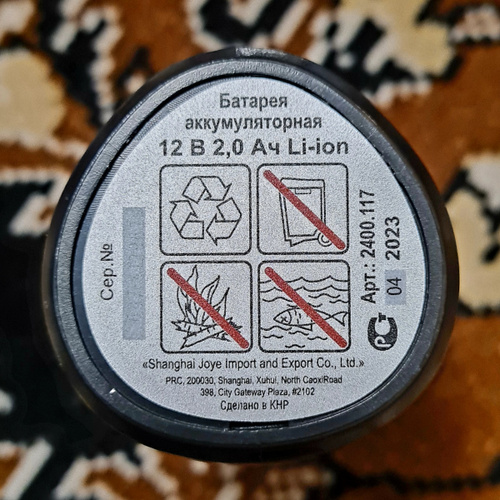 Батарея
аккумуляторная
12 В 2,0 Ач Li-ion
Сер.№
Арт.: 2400.117
04 2023
РСТ
«Shanghai Joye Import and Export Co., Ltd.»
PRC, 200030, Shanghai, Xuhui, North CaoxiRoad
398, City Gateway Plaza, #2102
Сделано в КНР